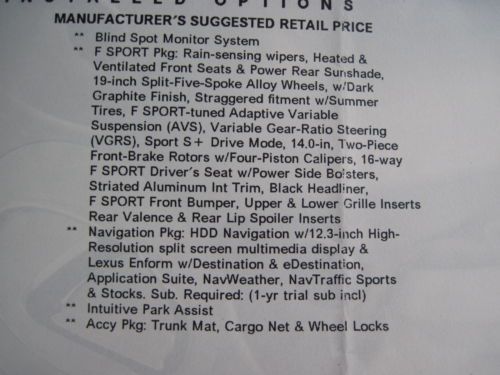 INSTALLED OPTIONS
MANUFACTURER'S SUGGESTED RETAIL PRICE
** Blind Spot Monitor System
** F SPORT Pkg: Rain-sensing wipers, Heated &
Ventilated Front Seats & Power Rear Sunshade,
19-inch Split-Five-Spoke Alloy Wheels, w/Dark
Graphite Finish, Straggered fitment w/Summer
Tires, F SPORT-tuned Adaptive Variable
Suspension (AVS), Variable Gear-Ratio Steering
(VGRS), Sport S+ Drive Mode, 14.0-in, Two-Piece
Front-Brake Rotors w/Four-Piston Calipers, 16-way
F SPORT Driver's Seat w/Power Side Bolsters,
Striated Aluminum Int Trim, Black Headliner,
F SPORT Front Bumper, Upper & Lower Grille Inserts
Rear Valence & Rear Lip Spoiler Inserts
** Navigation Pkg: HDD Navigation w/12.3-inch High-
Resolution split screen multimedia display &
Lexus Enform w/Destination & eDestination,
Application Suite, NavWeather, NavTraffic Sports
& Stocks. Sub. Required: (1-yr trial sub incl)
** Intuitive Park Assist
** Accy Pkg: Trunk Mat, Cargo Net & Wheel Locks